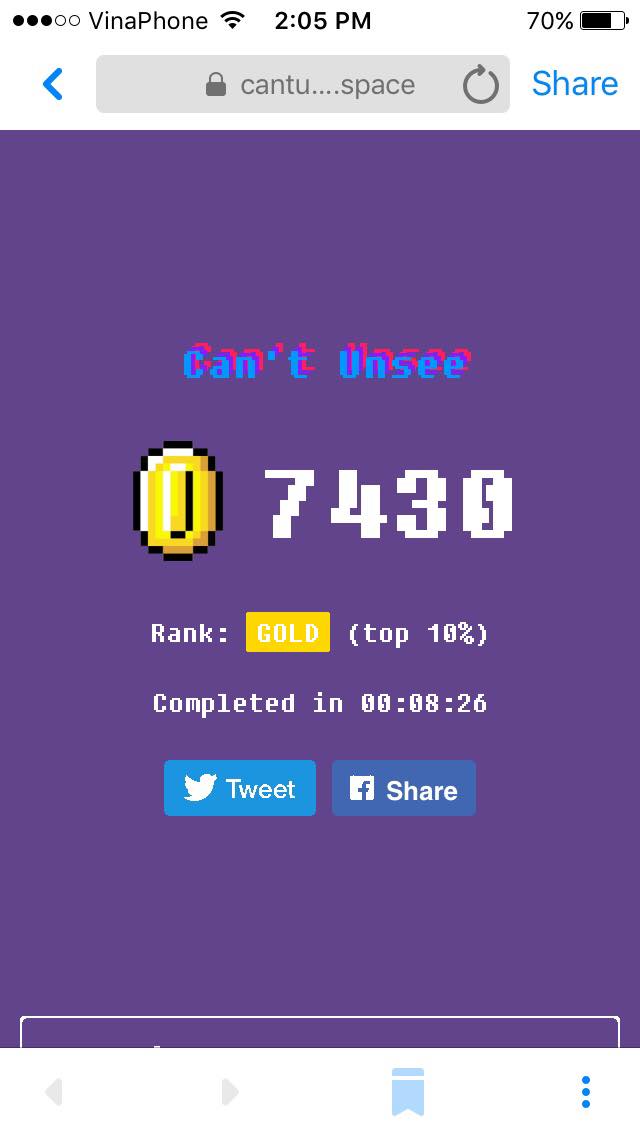 VinaPhone 2:05 PM 70%
cantu....space Share
Can't Unsee
7430
Rank: GOLD (top 10%)
Completed in 00:08:26
Tweet Share